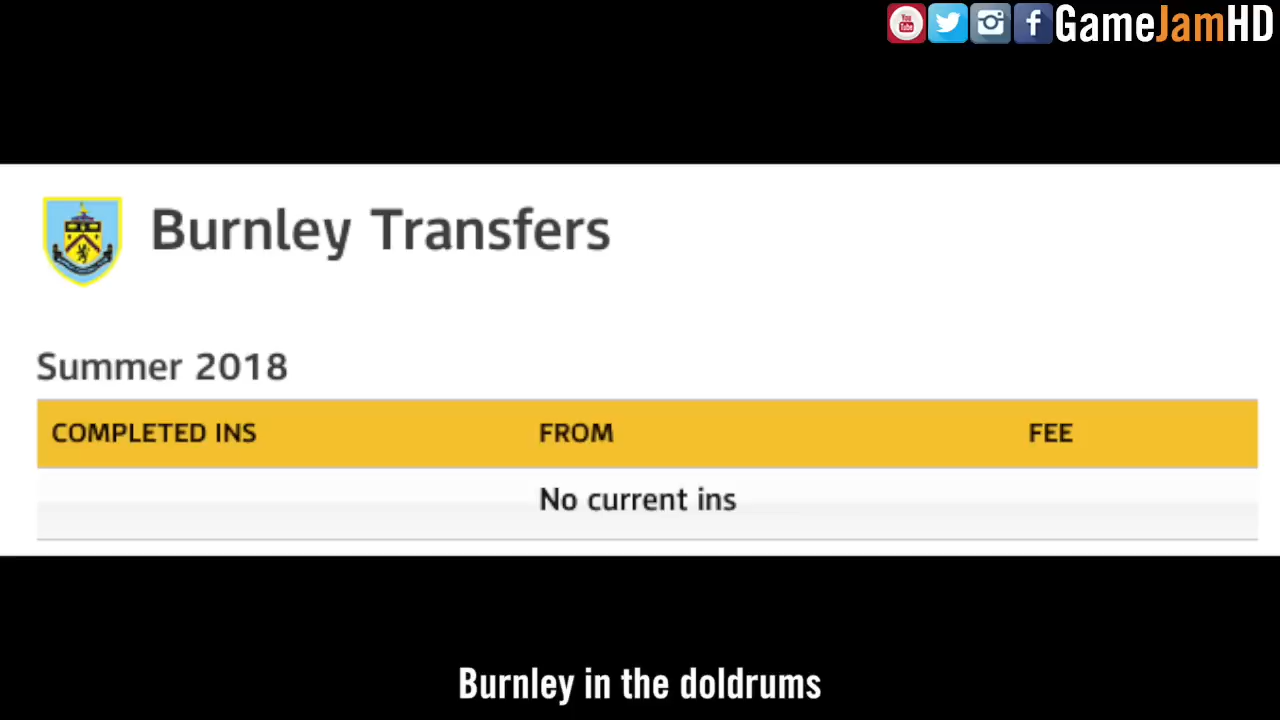 GameJamHD
Burnley Transfers
Summer 2018
COMPLETED INS FROM FEE
No current ins
Burnley in the doldrums